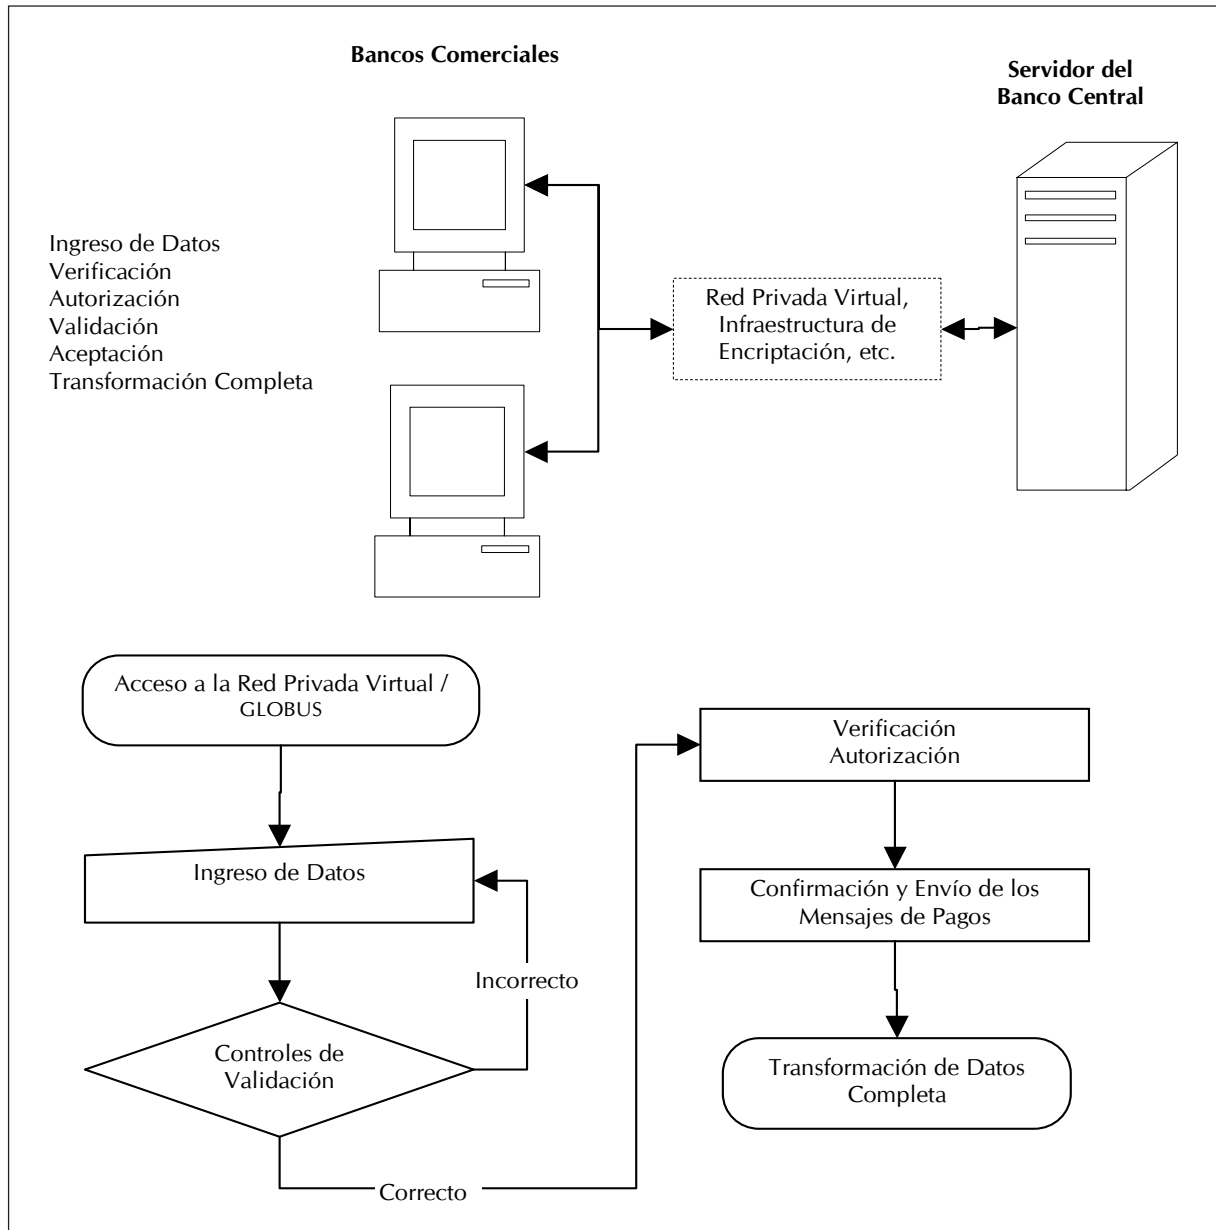 Bancos Comerciales
Servidor del
Banco Central
Ingreso de Datos
Verificación
Autorización
Validación
Aceptación
Transformación Completa
Red Privada Virtual,
Infraestructura de
Encriptación, etc.
Acceso a la Red Privada Virtual /
GLOBUS
Ingreso de Datos
Incorrecto
Controles de
Validación
Correcto
Verificación
Autorización
Confirmación y Envío de los
Mensajes de Pagos
Transformación de Datos
Completa